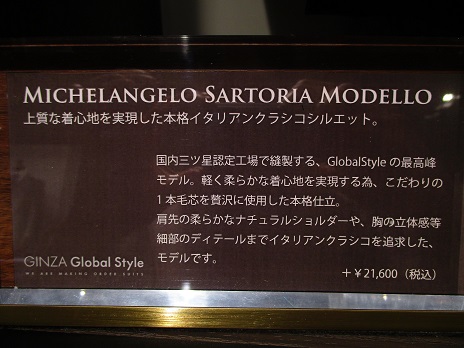 MICHELANGELO SARTORIA MODELLO
上質な着心地を実現した本格イタリアンクラシコシルエット。
国内三ツ星認定工場で縫製する、GlobalStyleの最高峰
モデル。軽く柔らかな着心地を実現する為、こだわりの
１本毛芯を贅沢に使用した本格仕立。
肩先の柔らかなナチュラルショルダーや、胸の立体感等
細部のディテールまでイタリアンクラシコを追求した、
モデルです。
GINZA Global Style
WE ARE MAKING ORDER SUITS
＋￥21,600（税込）